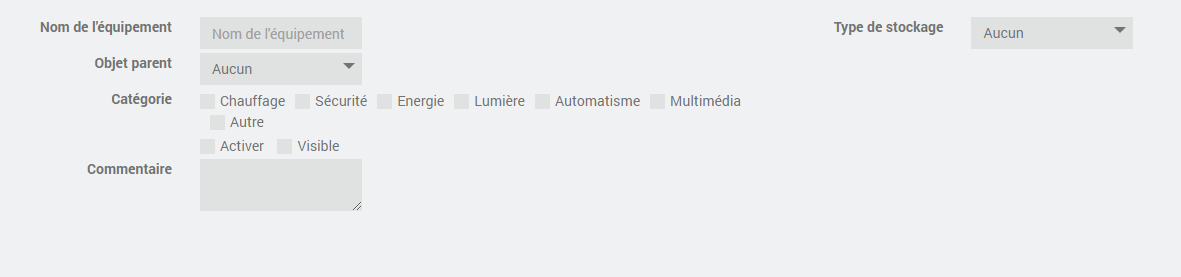 Nom de l'équipement Nom de l'équipement Type de stockage Aucun
Objet parent Aucun
Catégorie Chauffage Sécurité Energie Lumière Automatisme Multimédia
Autre
Activer Visible
Commentaire